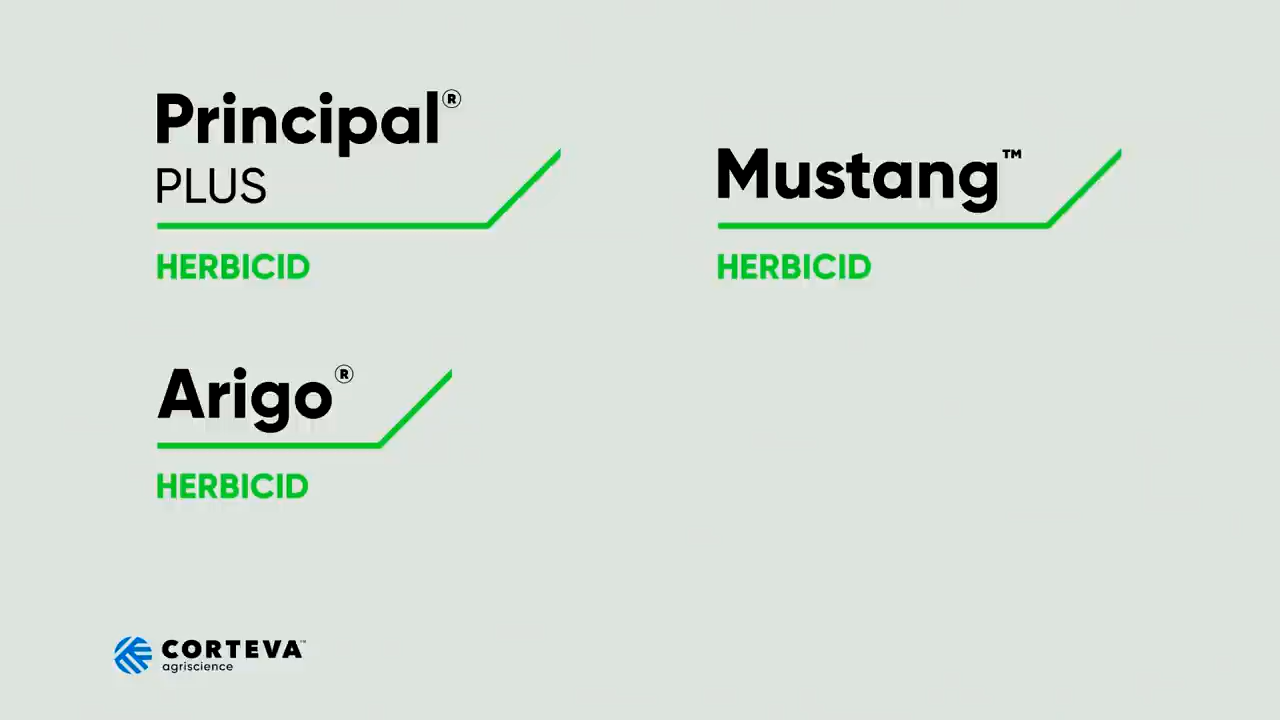 Principal®
PLUS
HERBICID
Mustang™
HERBICID
Arigo®
HERBICID
CORTEVA™
agriscience